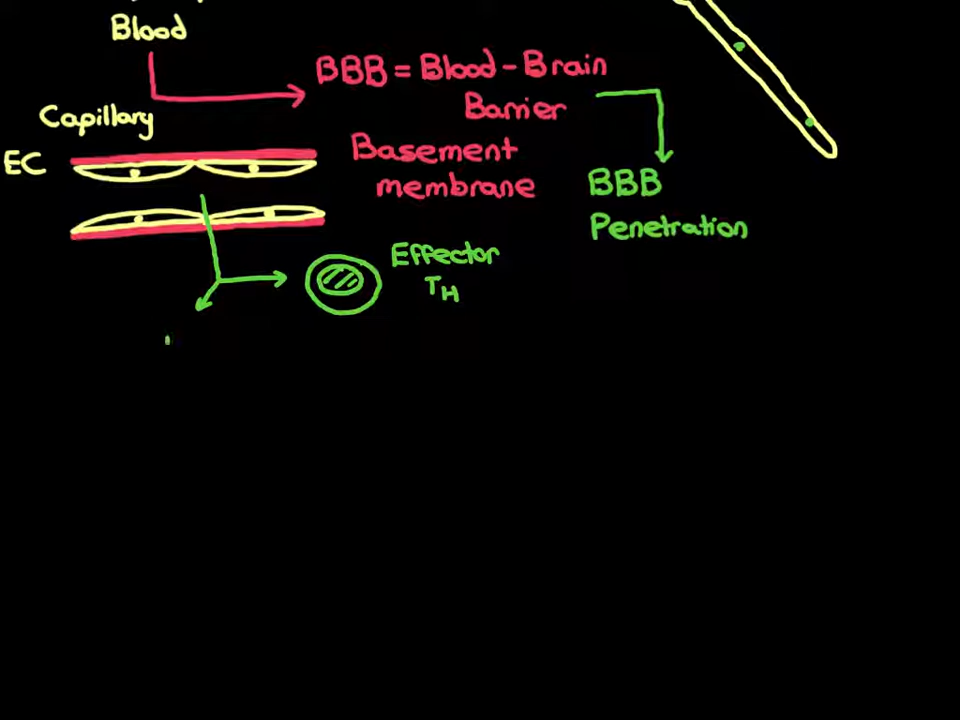 Blood
BBB = Blood-Brain
Barrier
Capillary
EC
Basement
membrane
BBB
Penetration
Effector
TH